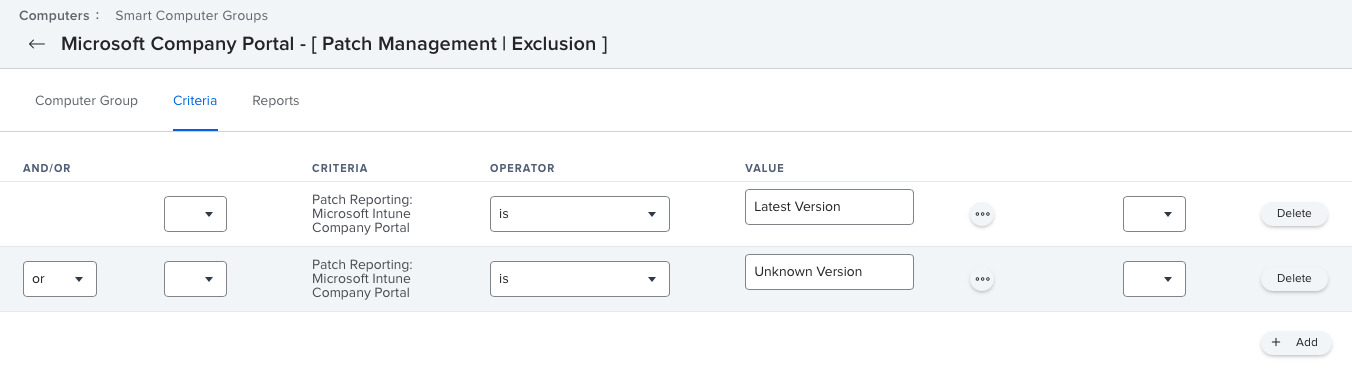 Computers : Smart Computer Groups
← Microsoft Company Portal - [ Patch Management | Exclusion ]
Computer Group Criteria Reports
AND/OR CRITERIA OPERATOR VALUE
Patch Reporting:
Microsoft Intune
Company Portal
is
Latest Version
Delete
or
Patch Reporting:
Microsoft Intune
Company Portal
is
Unknown Version
Delete
+ Add